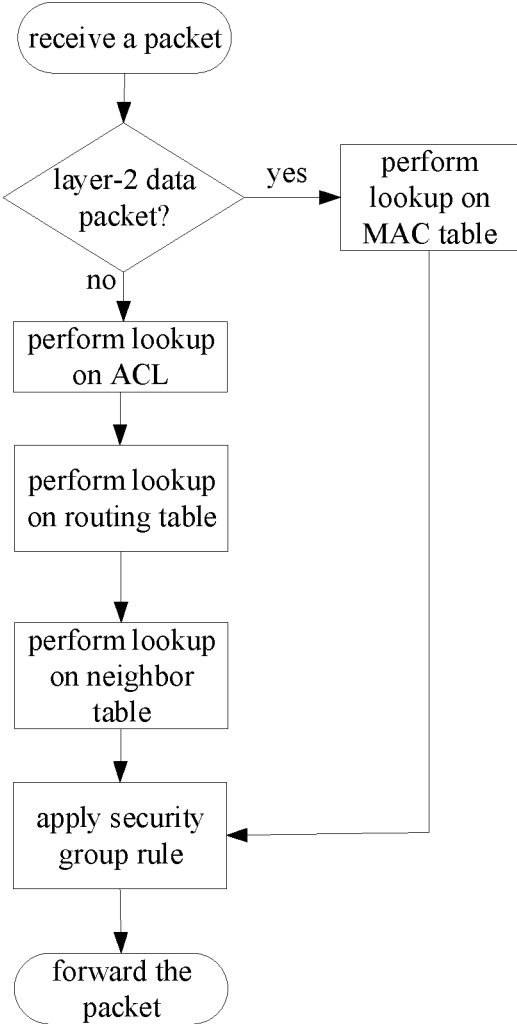 receive a packet
layer-2 data
packet?
yes
perform
lookup on
MAC table
no
perform lookup
on ACL
perform lookup
on routing table
perform lookup
on neighbor
table
apply security
group rule
forward the
packet